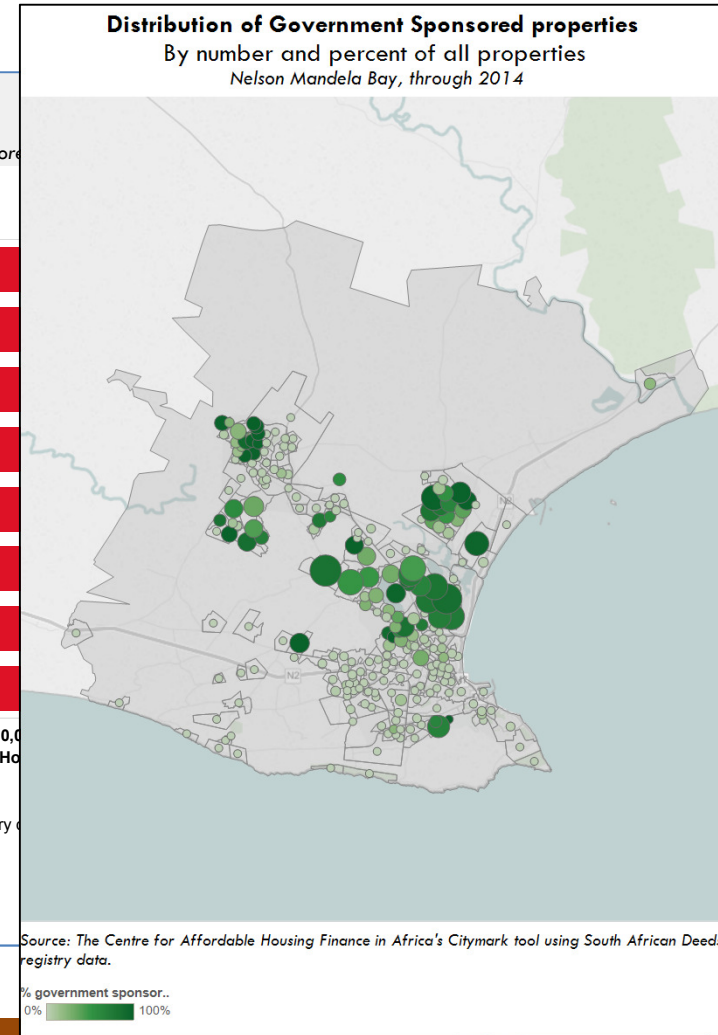 Distribution of Government Sponsored properties
By number and percent of all properties
Nelson Mandela Bay, through 2014
N2
Source: The Centre for Affordable Housing Finance in Africa's Citymark tool using South African Deeds
registry data.
% government sponsor..
0% 100%